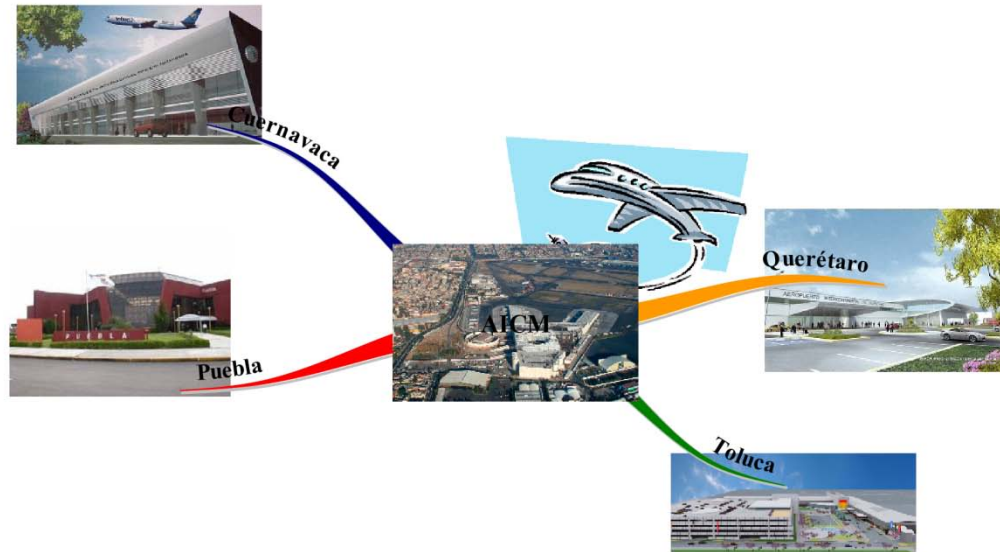 Cuernavaca
Querétaro
AICM
PUEBLA
Puebla
Toluca